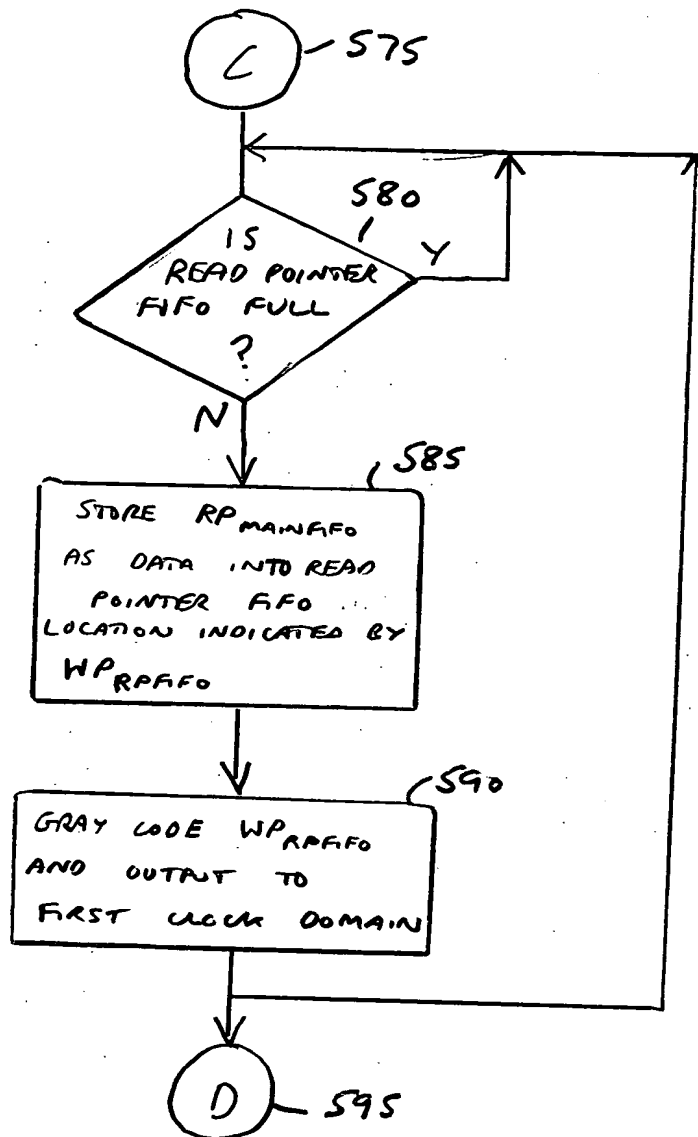 C
575
580
IS
READ POINTER
FIFO FULL
?
Y
N
585
STORE RP MAINFIFO
AS DATA INTO READ
POINTER FIFO
LOCATION INDICATED BY
WP RPFIFO
590
GRAY CODE WP RPFIFO
AND OUTPUT TO
FIRST CLOCK DOMAIN
D
595